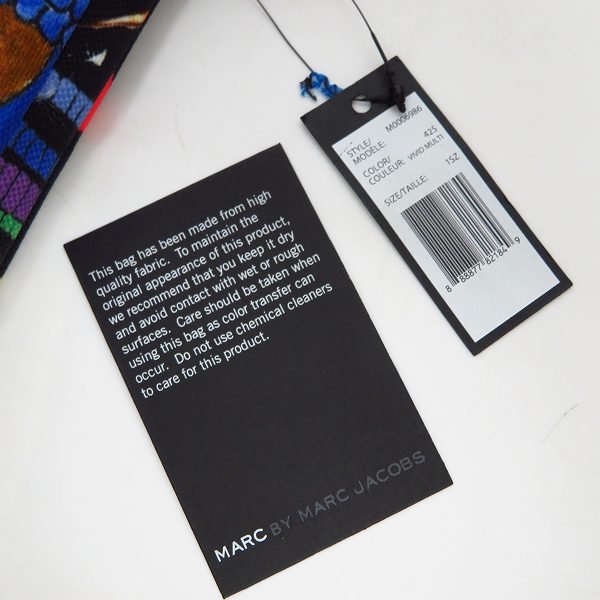 This bag has been made from high
quality fabric. To maintain the
original appearance of this product,
we recommend that you keep it dry
and avoid contact with wet or rough
surfaces. Care should be taken when
using this bag as color transfer can
occur. Do not use chemical cleaners
to care for this product.
MARC BY MARC JACOBS
STYLE/
MODÈLE: M0006986
425
COLOR/
COULEUR: VIVID MULTI
SIZE/TAILLE: 1SZ
8 85577 82184 9